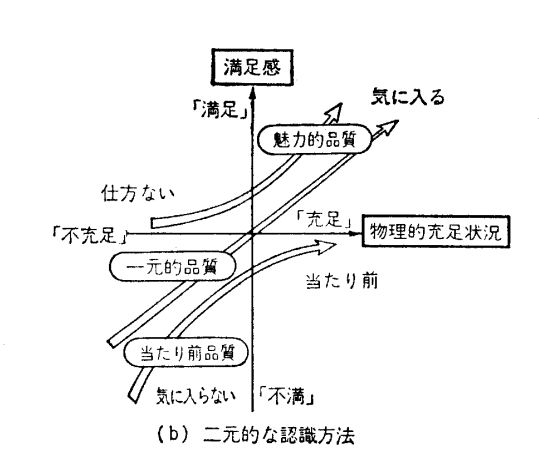 満足感
「満足」
気に入る
魅力的品質
仕方ない
「充足」
「不充足」
物理的充足状況
一元的品質
当たり前
当たり前品質
気に入らない
「不満」
(b) 二元的な認識方法